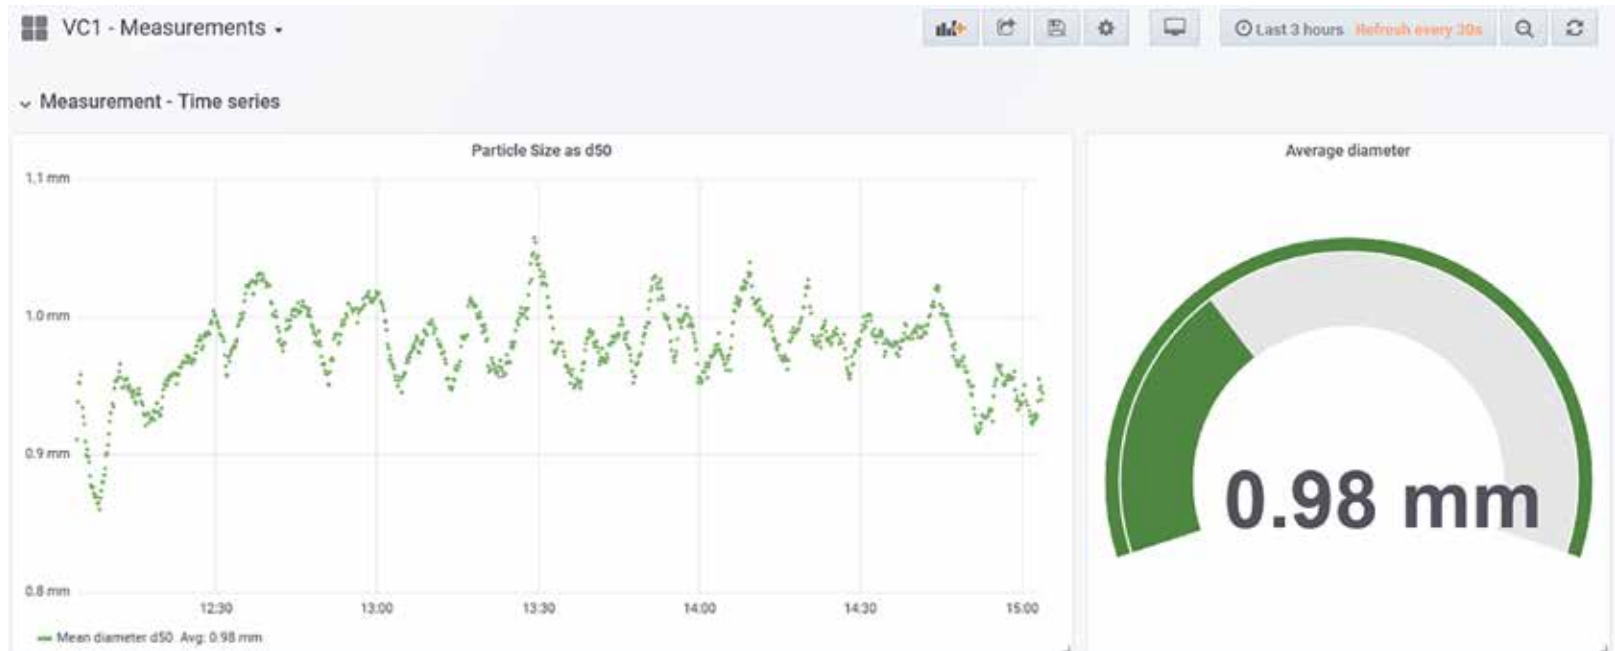 VC1 - Measurements
Last 3 hours Refresh every 30s
Measurement - Time series
Particle Size as d50
1.1 mm
1.0 mm
0.9 mm
0.8 mm
12:30 13:00 13:30 14:00 14:30 15:00
Mean diameter d50 Avg: 0.98 mm
Average diameter
0.98 mm